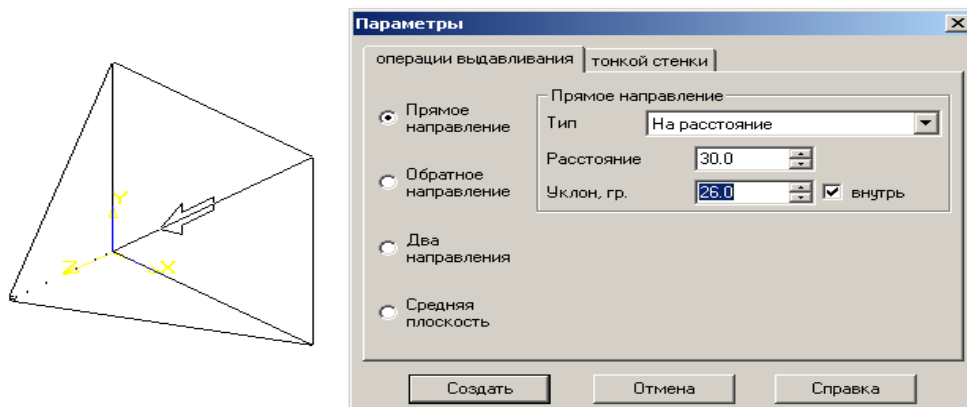 Параметры
операции выдавливания
тонкой стенки
Прямое
направление
Обратное
направление
Два
направления
Средняя
плоскость
Прямое направление
Тип
На расстояние
Расстояние
30.0
Уклон, гр.
26.0
внутрь
Y
Z
X
Создать
Отмена
Справка